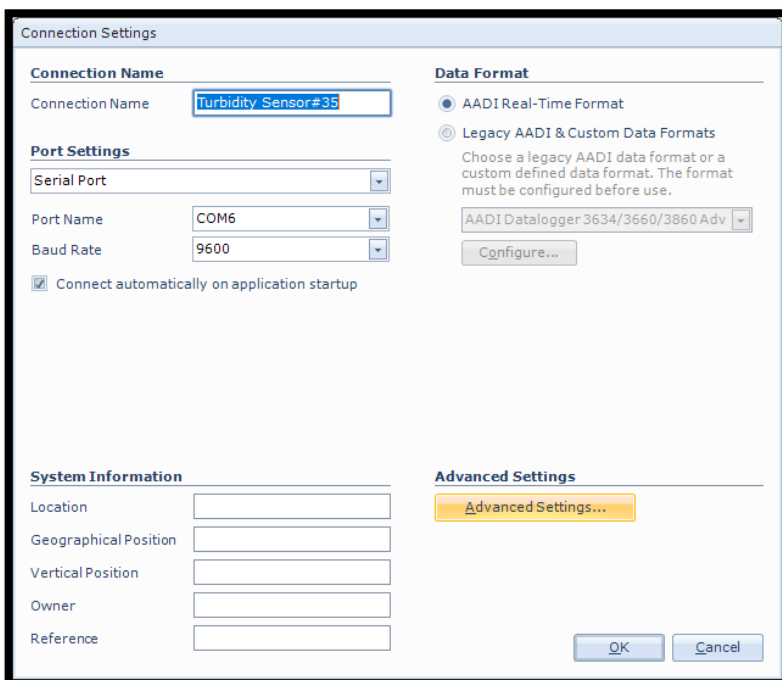 Connection Settings
Connection Name
Connection Name Turbidity Sensor#35
Port Settings
Serial Port
Port Name COM6
Baud Rate 9600
Connect automatically on application startup
Data Format
AADI Real-Time Format
Legacy AADI & Custom Data Formats
Choose a legacy AADI data format or a
custom defined data format. The format
must be configured before use.
AADI Datalogger 3634/3660/3860 Adv
Configure...
System Information
Location
Geographical Position
Vertical Position
Owner
Reference
Advanced Settings
Advanced Settings...
OK Cancel